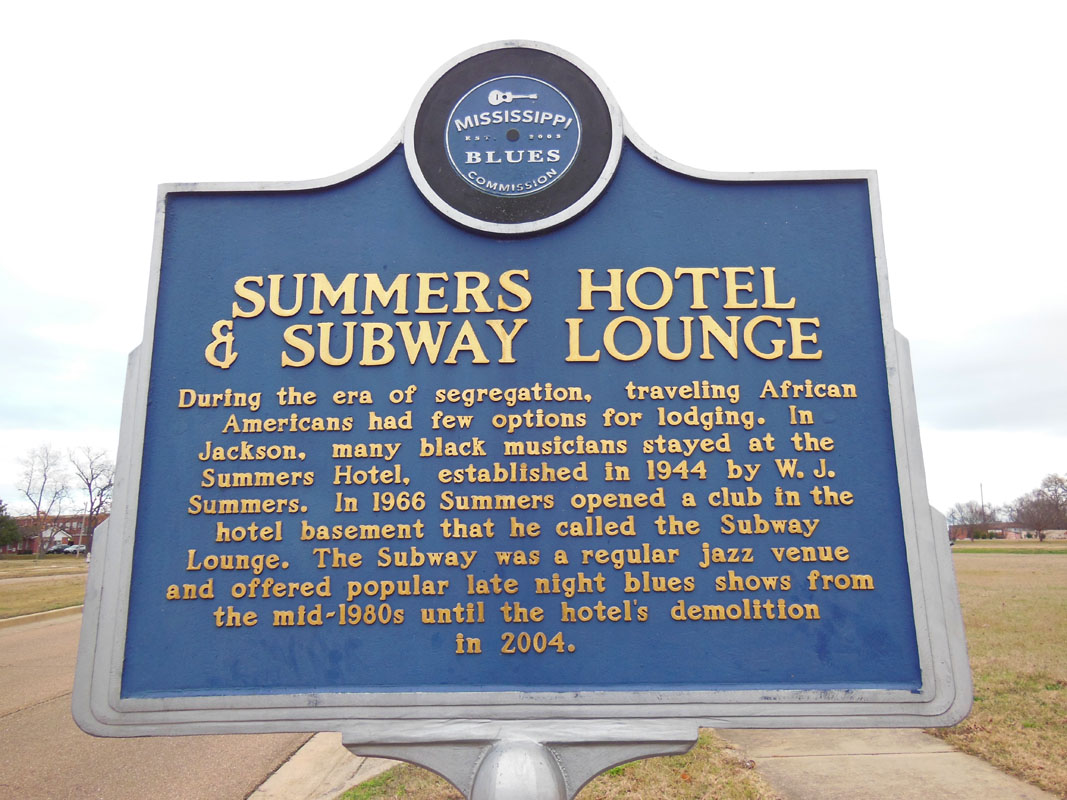 MISSISSIPPI
EST. 2003
BLUES
COMMISSION
SUMMERS HOTEL
& SUBWAY LOUNGE
During the era of segregation, traveling African
Americans had few options for lodging. In
Jackson, many black musicians stayed at the
Summers Hotel, established in 1944 by W. J.
Summers. In 1966 Summers opened a club in the
hotel basement that he called the Subway
Lounge. The Subway was a regular jazz venue
and offered popular late night blues shows from
the mid-1980s until the hotel's demolition
in 2004.